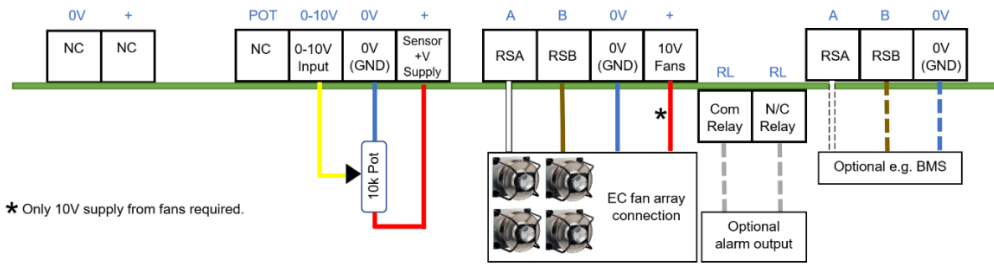 0V + POT 0-10V 0V + A B 0V + A B 0V
NC NC NC 0-10V Input 0V (GND) Sensor +V Supply RSA RSB 0V (GND) 10V Fans RSA RSB 0V (GND)
RL RL
Com Relay N/C Relay
*
10k Pot
Optional e.g. BMS
EC fan array
connection
* Only 10V supply from fans required.
Optional
alarm output